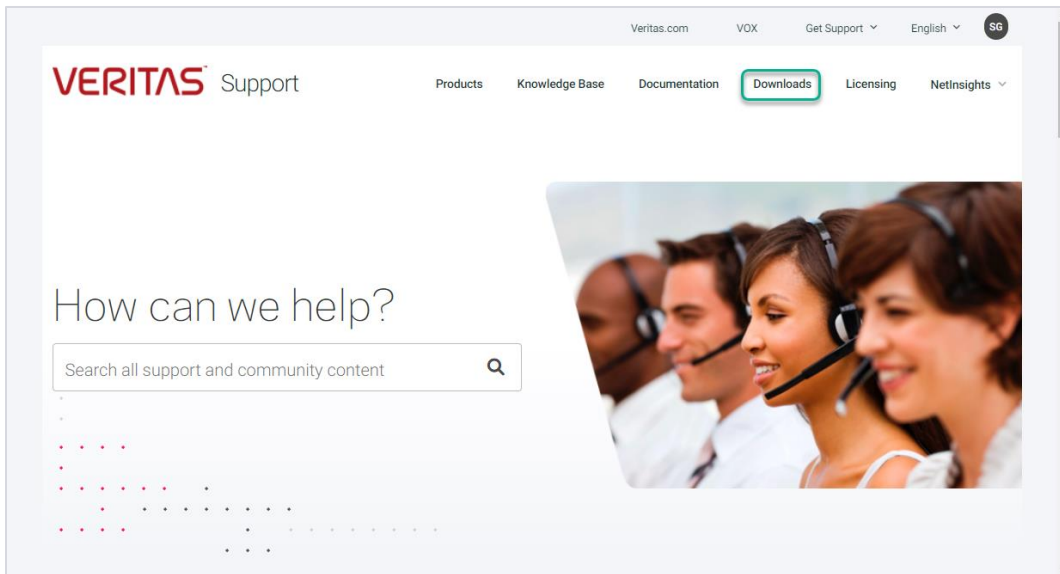 Veritas.com VOX Get Support English SG
VERITAS™ Support Products Knowledge Base Documentation Downloads Licensing NetInsights
How can we help?
Search all support and community content